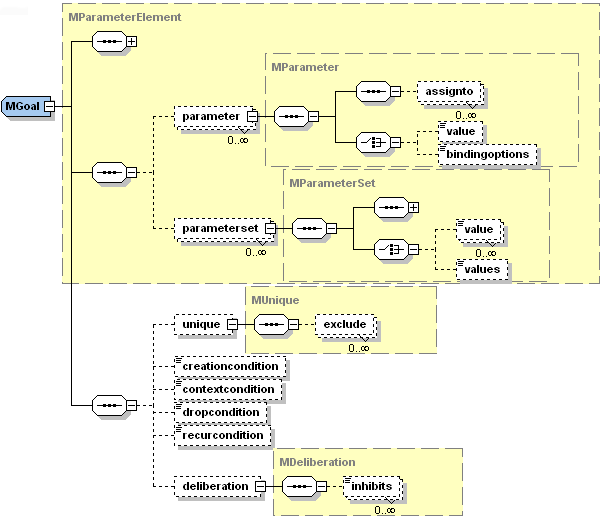 MParameterElement
MGoal
MParameter
assignto
0..∞
parameter
0..∞
value
bindingoptions
MParameterSet
parameterset
0..∞
value
0..∞
values
MUnique
unique
exclude
0..∞
creationcondition
contextcondition
dropcondition
recurcondition
MDeliberation
deliberation
inhibits
0..∞